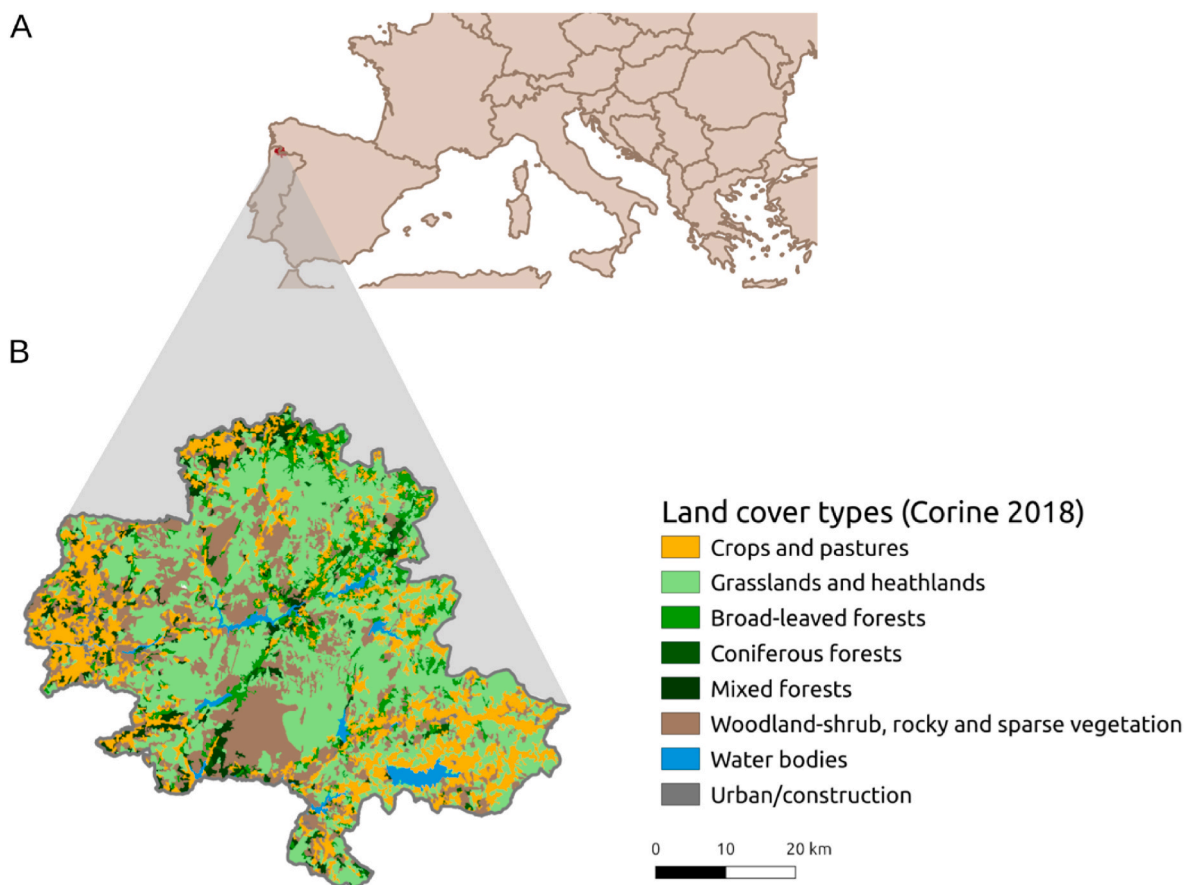 A
B
Land cover types (Corine 2018)
Crops and pastures
Grasslands and heathlands
Broad-leaved forests
Coniferous forests
Mixed forests
Woodland-shrub, rocky and sparse vegetation
Water bodies
Urban/construction
0 10 20 km